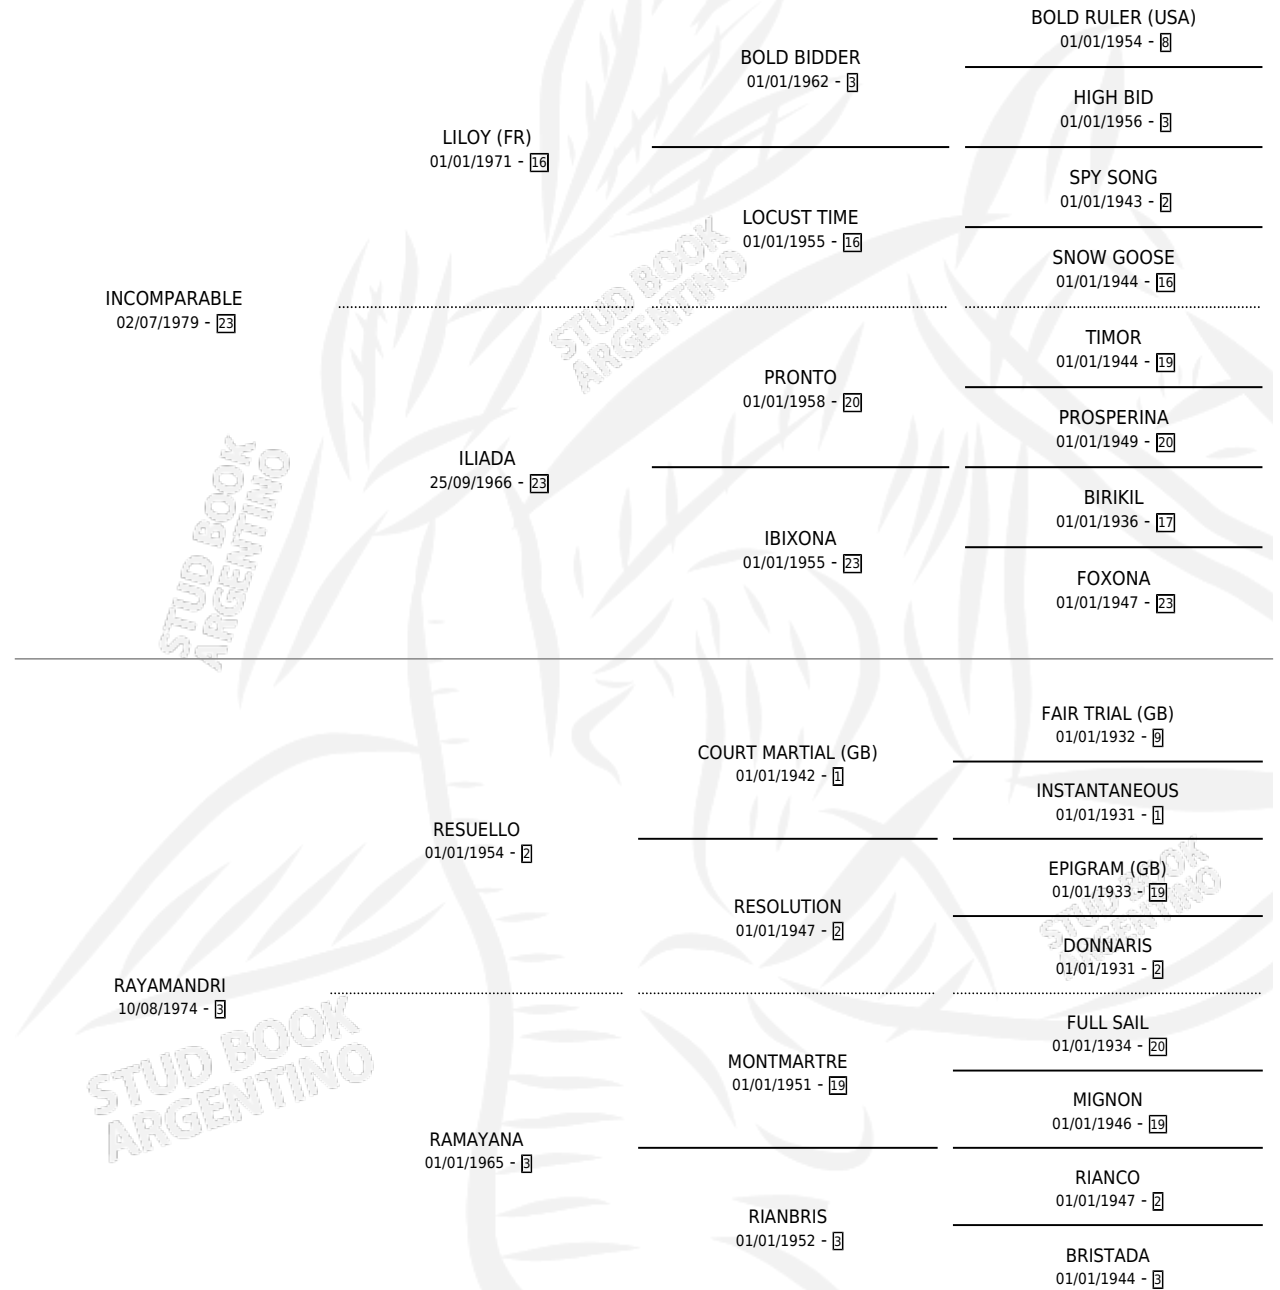 BOLD RULER (USA)
01/01/1954 - 8
BOLD BIDDER
01/01/1962 - 3
HIGH BID
01/01/1956 - 3
LILOY (FR)
01/01/1971 - 16
SPY SONG
01/01/1943 - 2
LOCUST TIME
01/01/1955 - 16
SNOW GOOSE
01/01/1944 - 16
INCOMPARABLE
02/07/1979 - 23
STUD BOOK
ARGENTINO
TIMOR
01/01/1944 - 19
PRONTO
01/01/1958 - 20
PROSPERINA
01/01/1949 - 20
ILIADA
25/09/1966 - 23
BIRIKIL
01/01/1936 - 17
IBIXONA
01/01/1955 - 23
FOXONA
01/01/1947 - 23
STUD BOOK
ARGENTINO
FAIR TRIAL (GB)
01/01/1932 - 9
COURT MARTIAL (GB)
01/01/1942 - 1
INSTANTANEOUS
01/01/1931 - 1
RESUELLO
01/01/1954 - 2
EPIGRAM (GB)
01/01/1933 - 19
RESOLUTION
01/01/1947 - 2
STUD BOOK
ARGENTINO
DONNARIS
01/01/1931 - 2
RAYAMANDRI
10/08/1974 - 3
STUD BOOK
ARGENTINO
FULL SAIL
01/01/1934 - 20
MONTMARTRE
01/01/1951 - 19
MIGNON
01/01/1946 - 19
RAMAYANA
01/01/1965 - 3
RIANCO
01/01/1947 - 2
RIANBRIS
01/01/1952 - 3
BRISTADA
01/01/1944 - 3